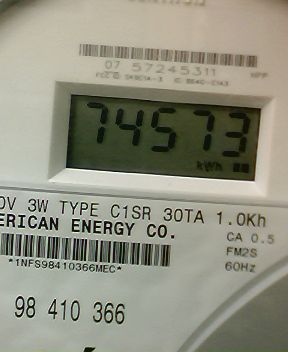 07 57245311
74573
kWh
0V 3W TYPE C1SR 30TA 1.0Kh
ERICAN ENERGY CO.
CA 0.5
FM2S
60Hz
*1NFS98410366MEC*
98 410 366